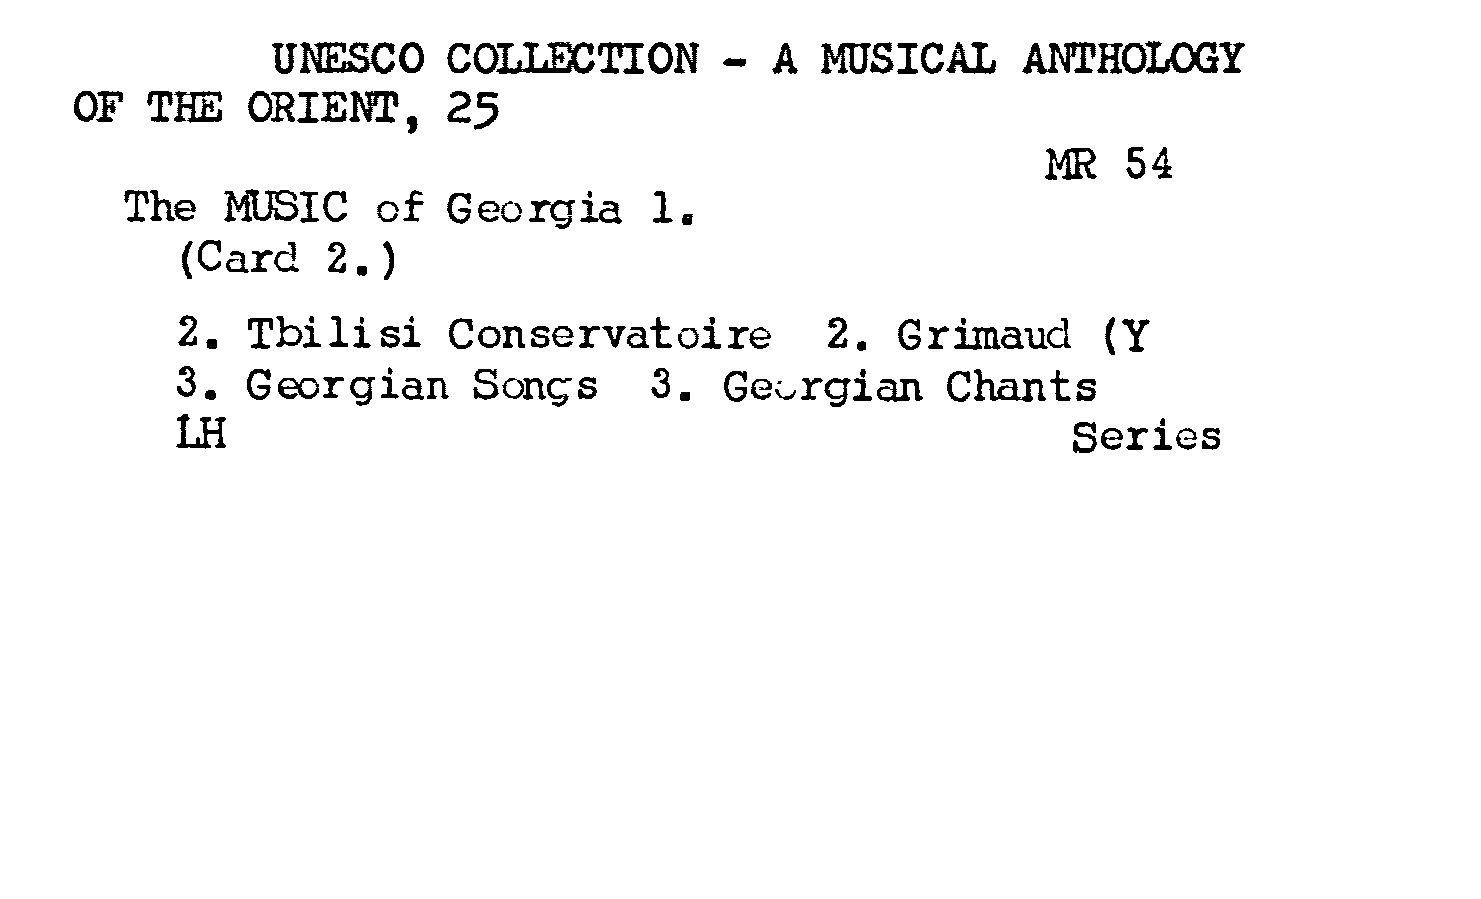 UNESCO COLLECTION - A MUSICAL ANTHOLOGY
OF THE ORIENT, 25
MR 54
The MUSIC of Georgia 1.
(Card 2.)
2. Tbilisi Conservatoire 2. Grimaud (Y
3. Georgian Songs 3. Georgian Chants
LH Series